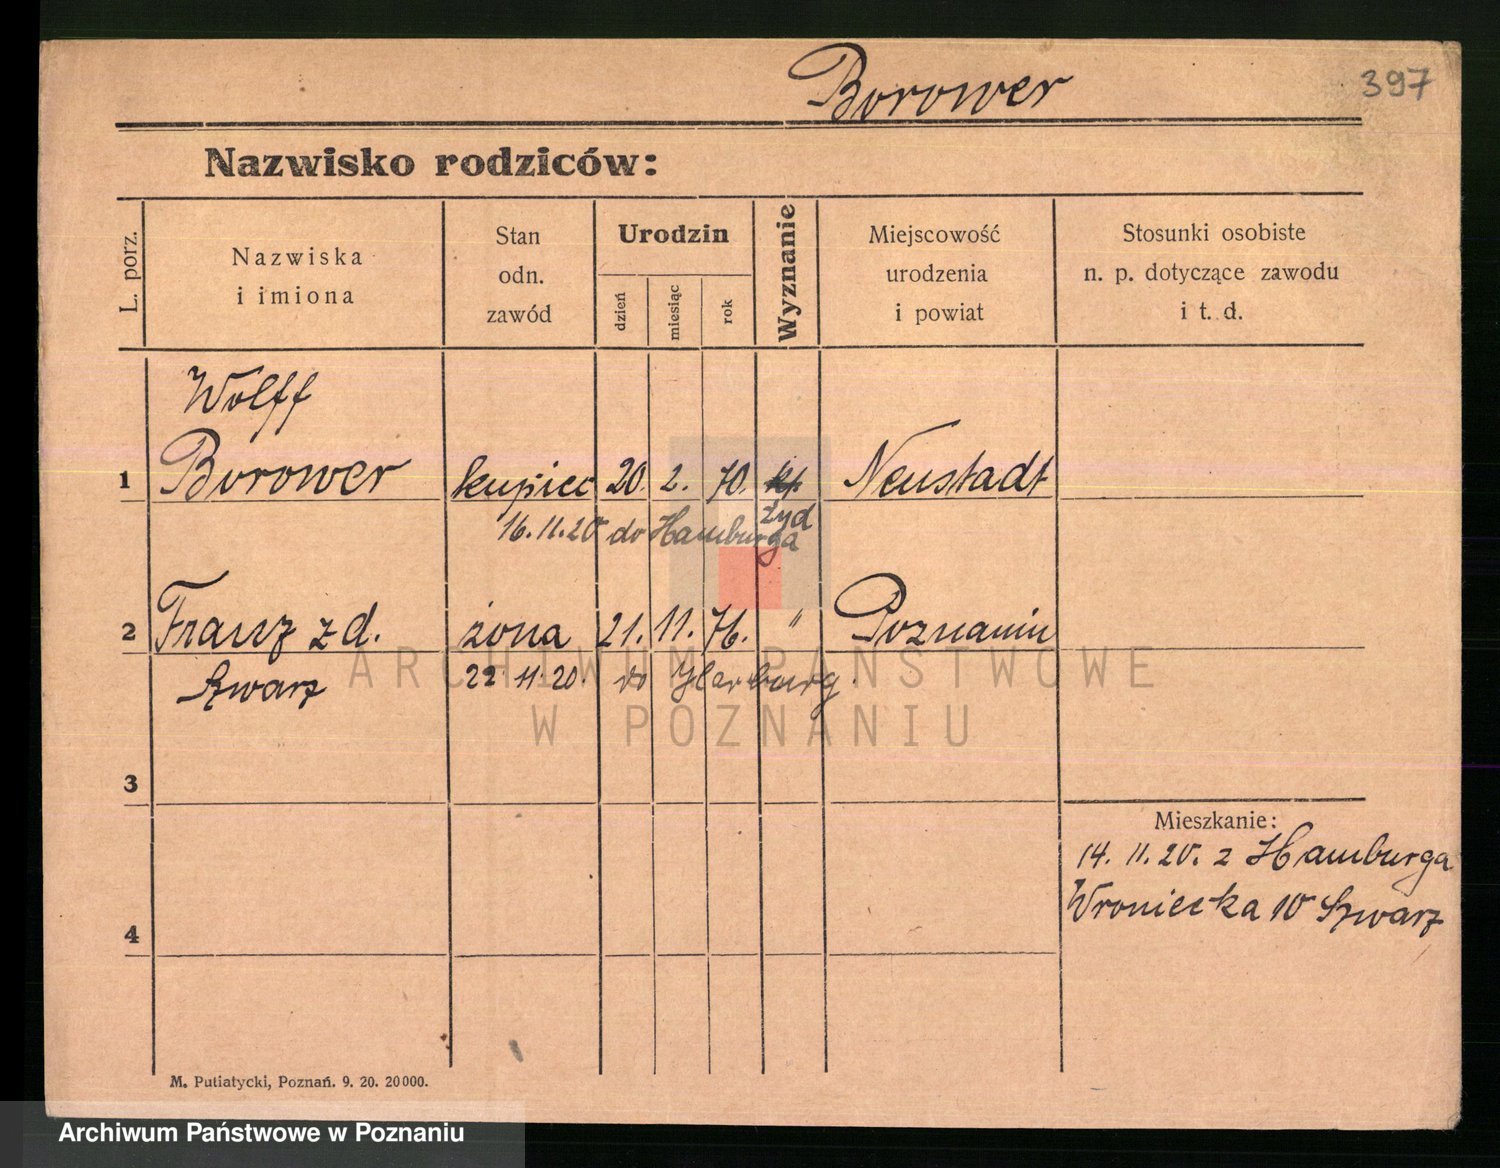 Borower
397
Nazwisko rodziców:
L. porz.
Nazwiska
i imiona
Stan
odn.
zawód
Urodzin
dzień
miesiąc
rok
Wyznanie
Miejscowość
urodzenia
i powiat
Stosunki osobiste
n. p. dotyczące zawodu
i t. d.
Wolff
1 Borower kupiec 20. 2. 70. Neustadt
żyd
16.11.20 do Hamburga
2 z d. żona 21. 11. 76. " Poznaniu
Szwarz 22 11 20. do
ARCHIWUM PAŃSTWOWE
W POZNANIU
3
Mieszkanie:
14. 11. 20. z Hamburga
Wroniecka 10 Szwarz
4
M. Putiatycki, Poznań. 9. 20. 20000.
Archiwum Państwowe w Poznaniu